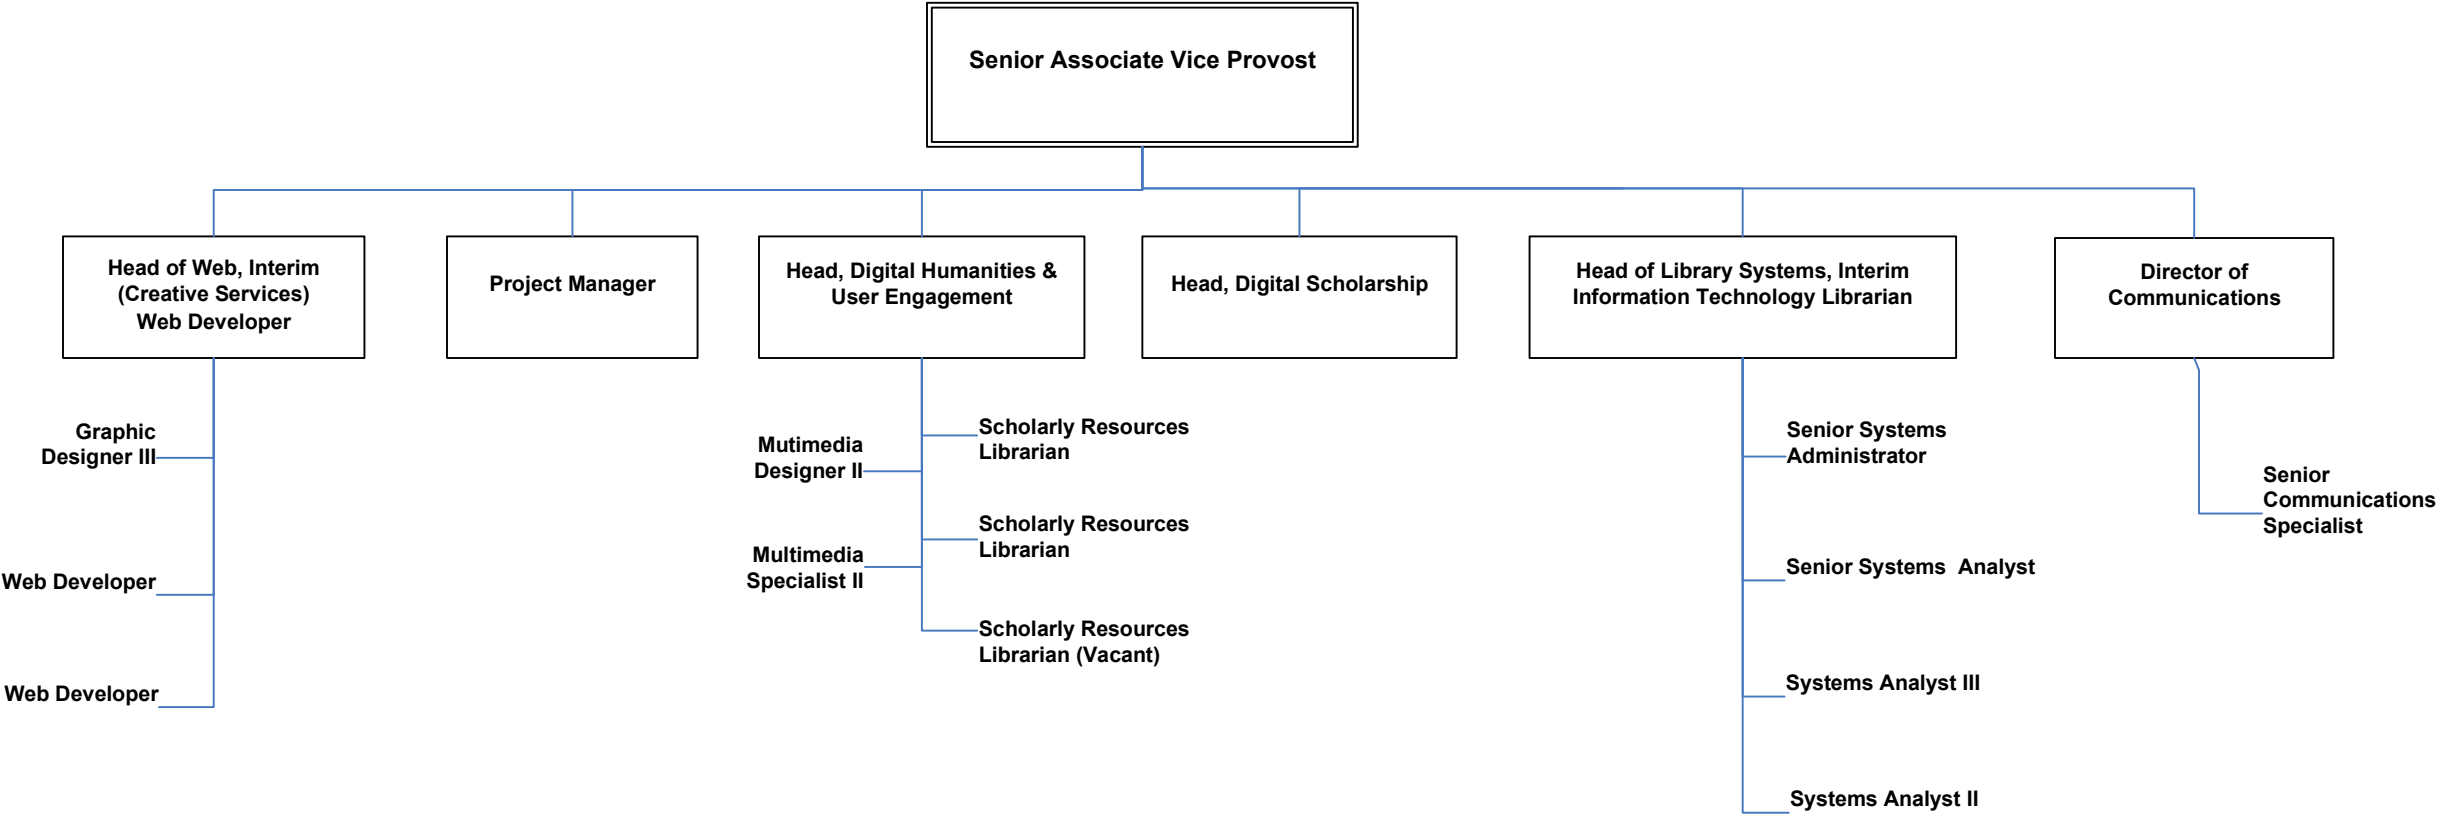 Senior Associate Vice Provost
Head of Web, Interim
(Creative Services)
Web Developer
Project Manager
Head, Digital Humanities &
User Engagement
Head, Digital Scholarship
Head of Library Systems, Interim
Information Technology Librarian
Director of
Communications
Graphic
Designer III
Web Developer
Web Developer
Mutimedia
Designer II
Multimedia
Specialist II
Scholarly Resources
Librarian
Scholarly Resources
Librarian
Scholarly Resources
Librarian (Vacant)
Senior Systems
Administrator
Senior Systems  Analyst
Systems Analyst III
Systems Analyst II
Senior
Communications
Specialist